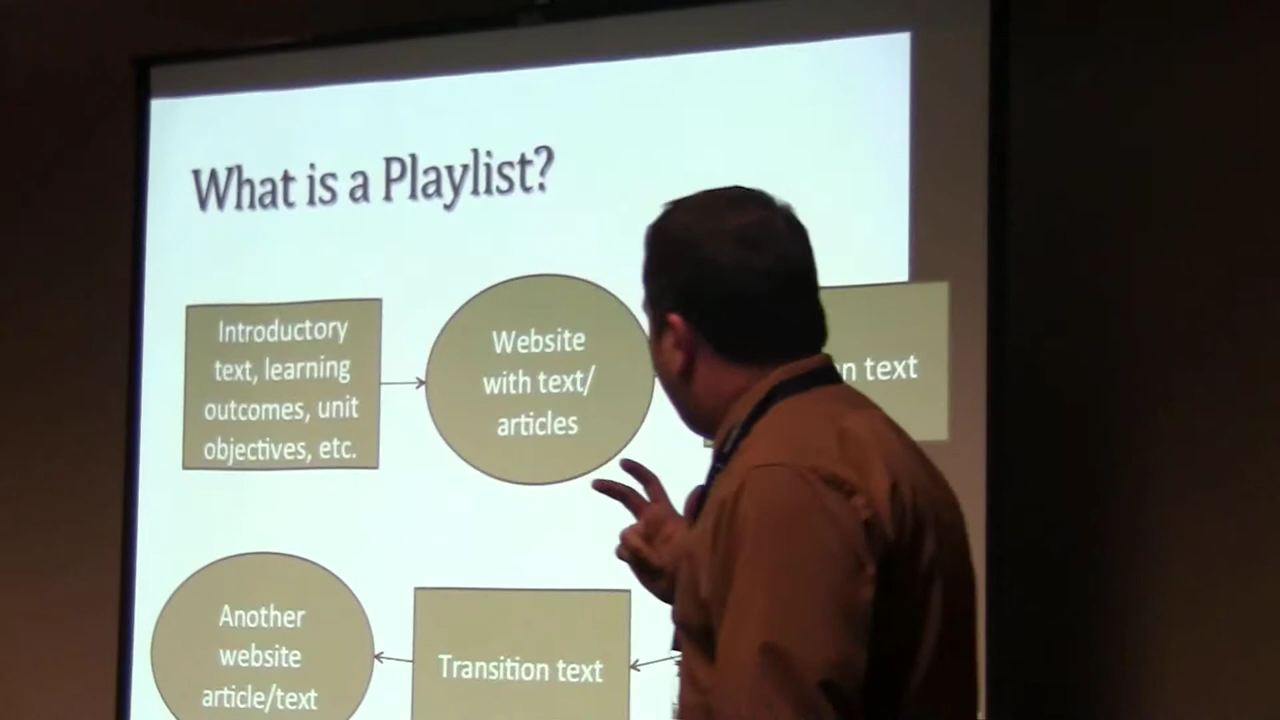 What is a Playlist?
Introductory
text, learning
outcomes, unit
objectives, etc.
Website
with text/
articles
text
Another
website
article/text
Transition text